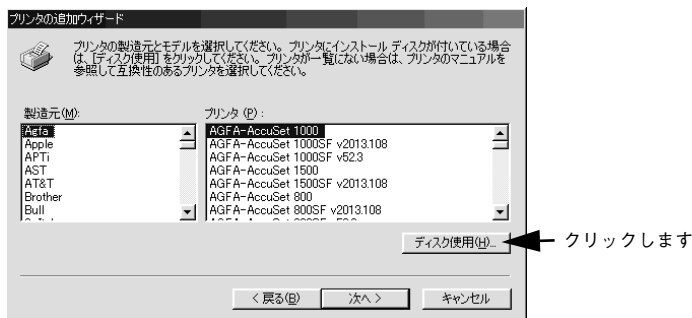 プリンタの追加ウィザード
プリンタの製造元とモデルを選択してください。プリンタにインストール ディスクが付いている場合
は、[ディスク使用] をクリックしてください。プリンタが一覧にない場合は、プリンタのマニュアルを
参照して互換性のあるプリンタを選択してください。
製造元(M):
Agfa
Apple
APTi
AST
AT&T
Brother
Bull
プリンタ (P) :
AGFA-AccuSet 1000
AGFA-AccuSet 1000SF v2013.108
AGFA-AccuSet 1000SF v52.3
AGFA-AccuSet 1500
AGFA-AccuSet 1500SF v2013.108
AGFA-AccuSet 800
AGFA-AccuSet 800SF v2013.108
ディスク使用(H)...
クリックします
< 戻る(B)
次へ >
キャンセル